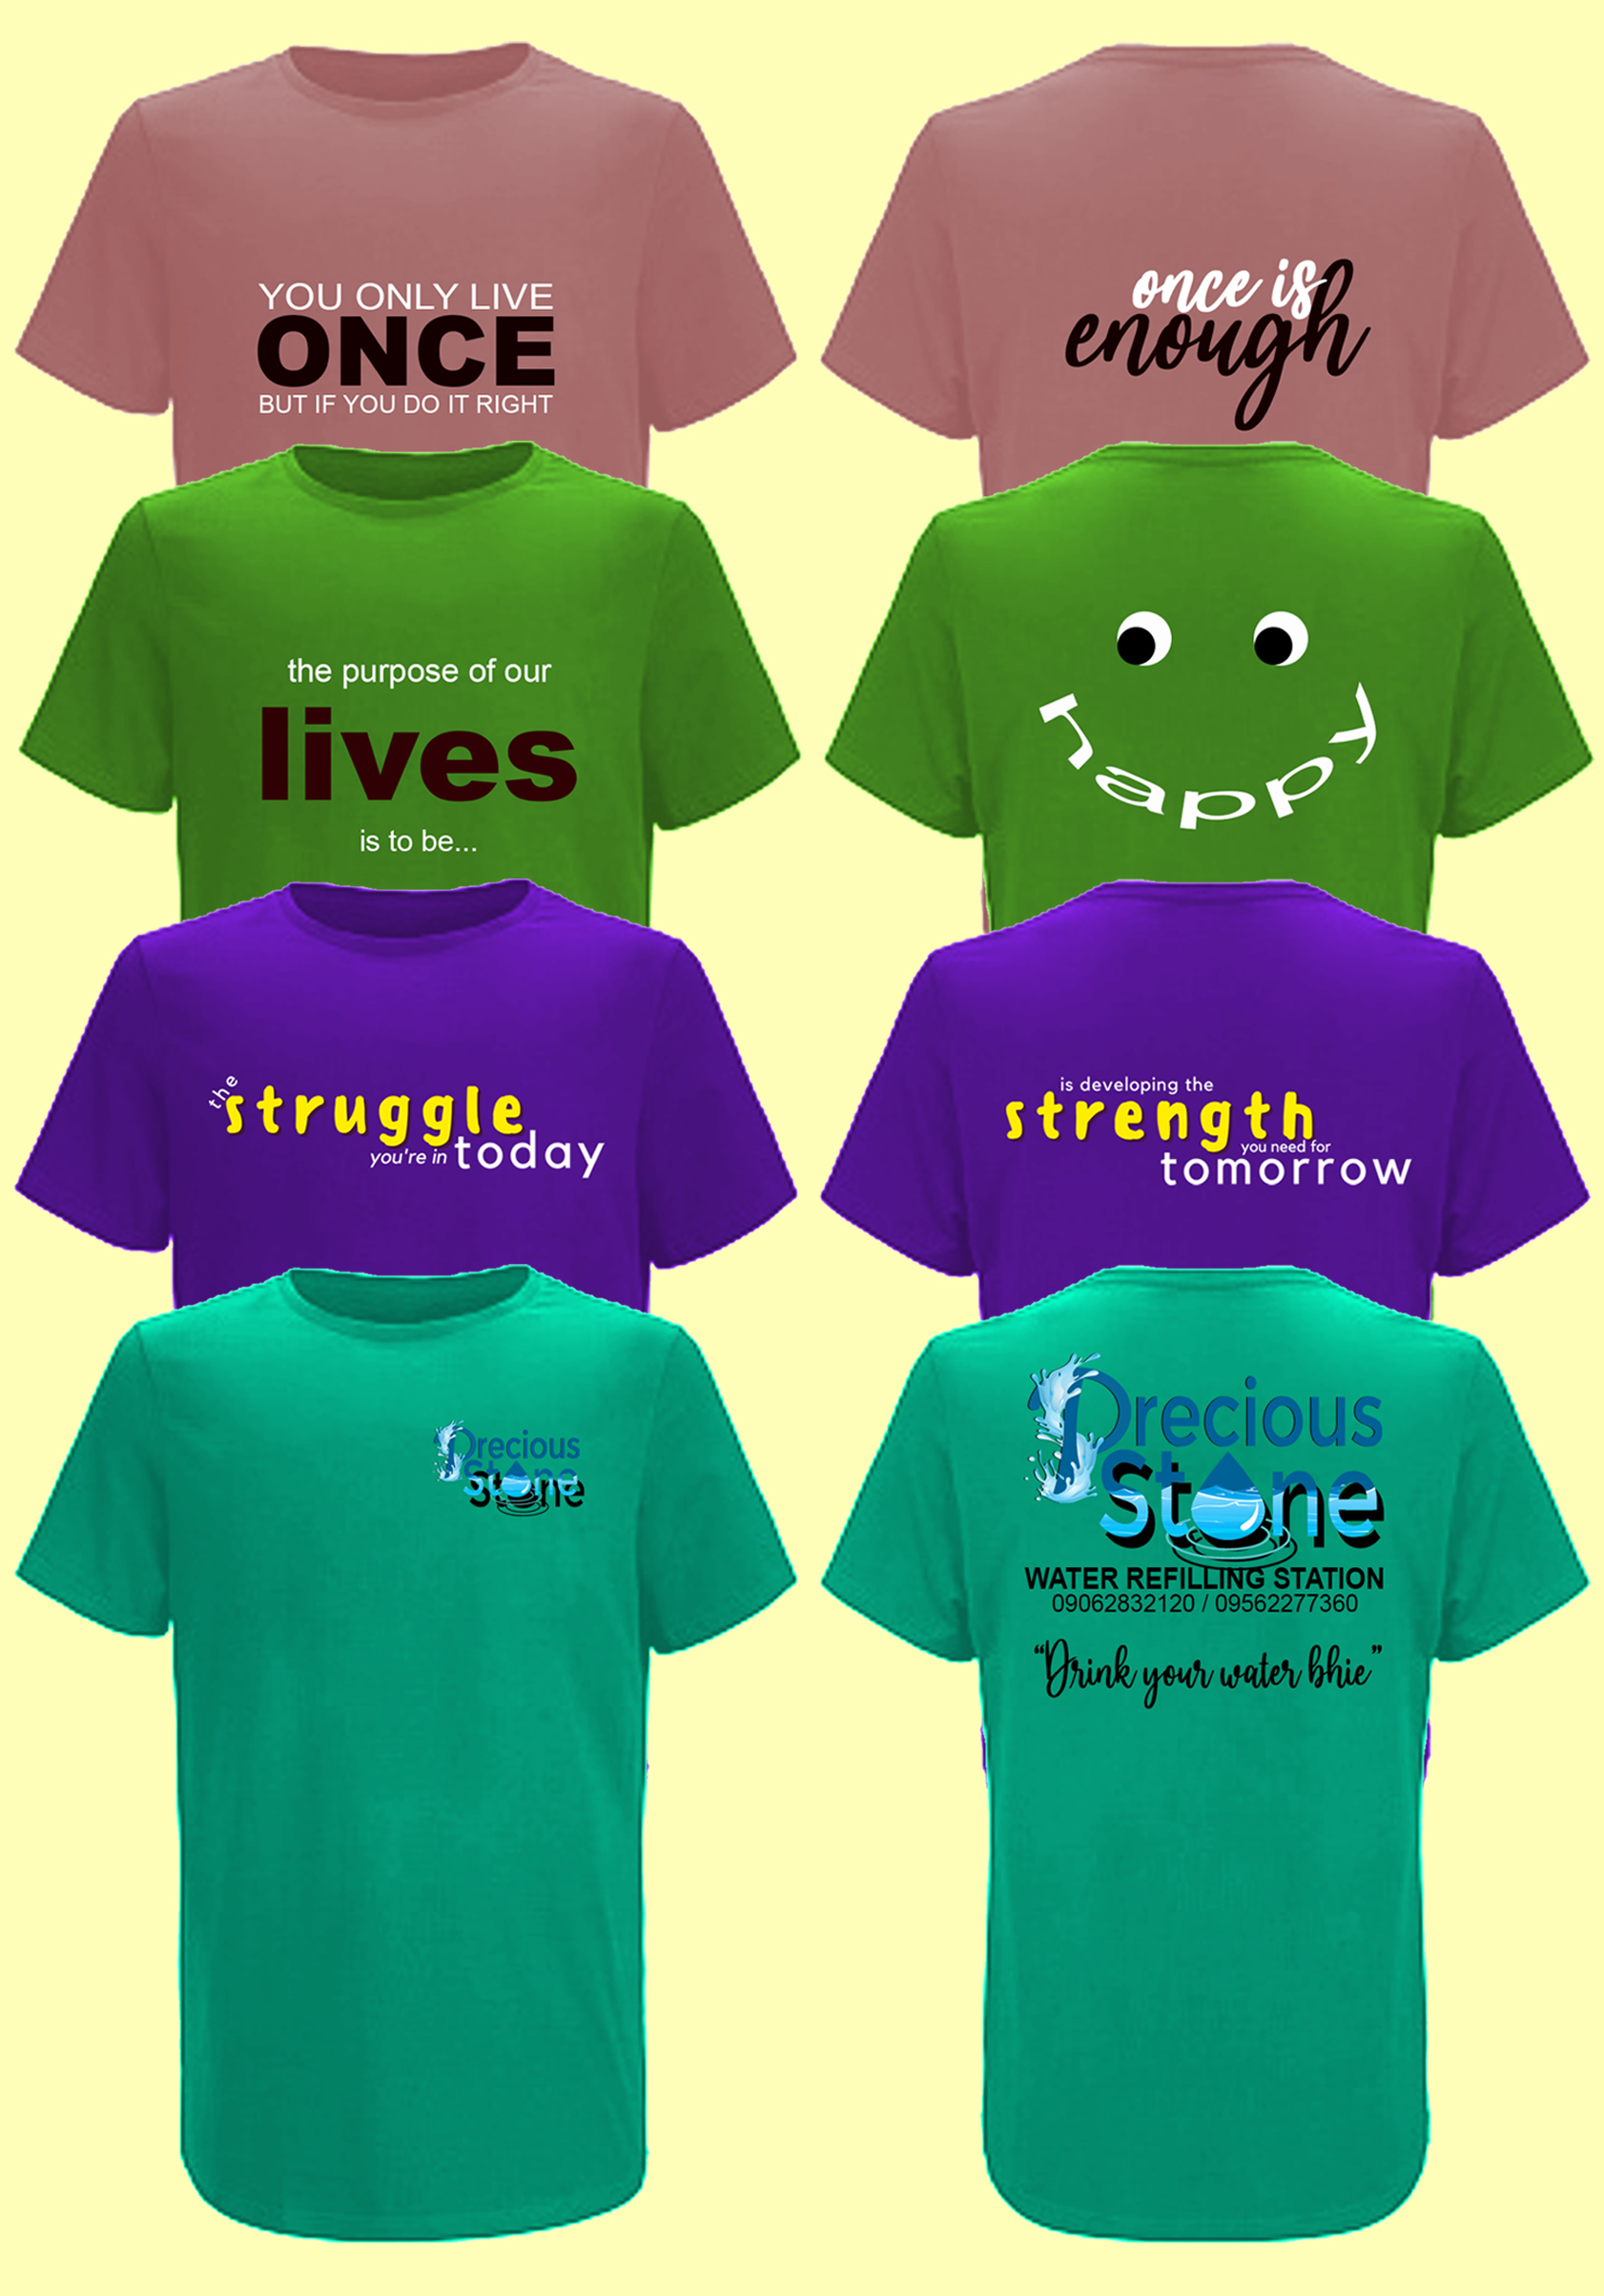 YOU ONLY LIVE
ONCE
BUT IF YOU DO IT RIGHT
once is
enough
the purpose of our
lives
is to be...
happy
the
struggle
you're in today
is developing the
strength
you need for
tomorrow
Precious
Stone
Precious
Stone
WATER REFILLING STATION
09062832120 / 09562277360
“Drink your water bhie”